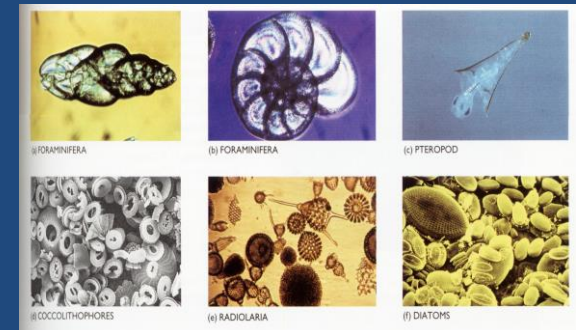 (a) FORAMINIFERA
(b) FORAMINIFERA
(c) PTEROPOD
(d) COCCOLITHOPHORES
(e) RADIOLARIA
(f) DIATOMS